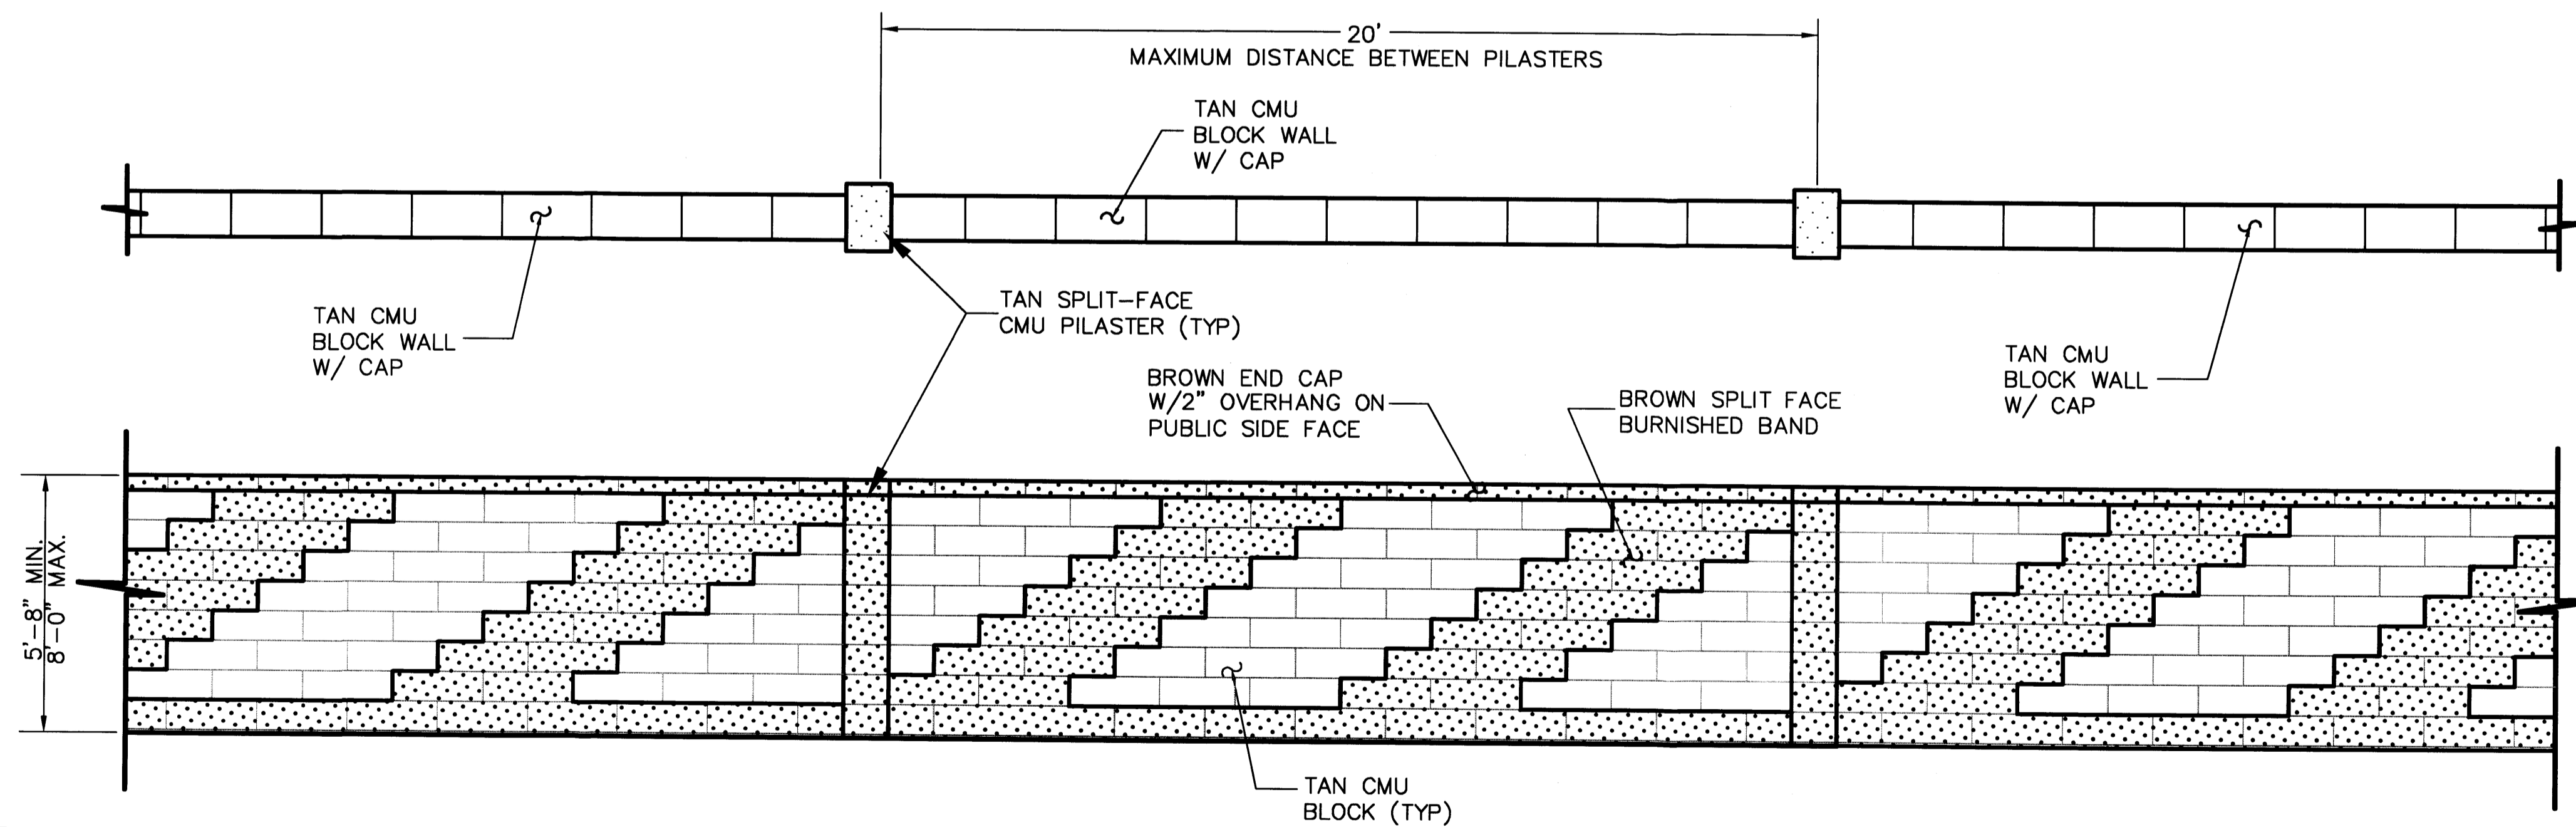 20'
MAXIMUM DISTANCE BETWEEN PILASTERS
TAN CMU
BLOCK WALL
W/ CAP
TAN CMU
BLOCK WALL
W/ CAP
TAN SPLIT-FACE
CMU PILASTER (TYP)
TAN CMU
BLOCK WALL
W/ CAP
BROWN END CAP
W/2" OVERHANG ON
PUBLIC SIDE FACE
BROWN SPLIT FACE
BURNISHED BAND
5'-8" MIN.
8'-0" MAX.
TAN CMU
BLOCK (TYP)